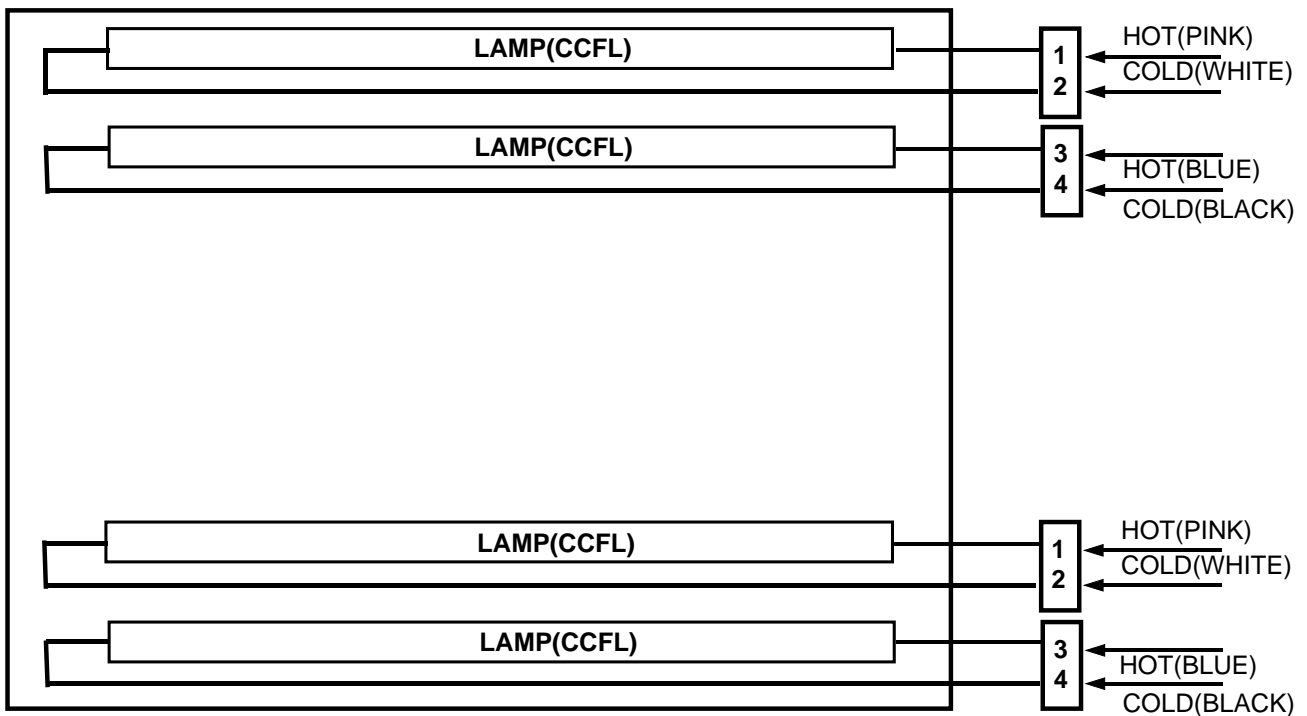 LAMP(CCFL)
1
HOT(PINK)
2
COLD(WHITE)
LAMP(CCFL)
3
HOT(BLUE)
4
COLD(BLACK)
LAMP(CCFL)
1
HOT(PINK)
2
COLD(WHITE)
LAMP(CCFL)
3
HOT(BLUE)
4
COLD(BLACK)